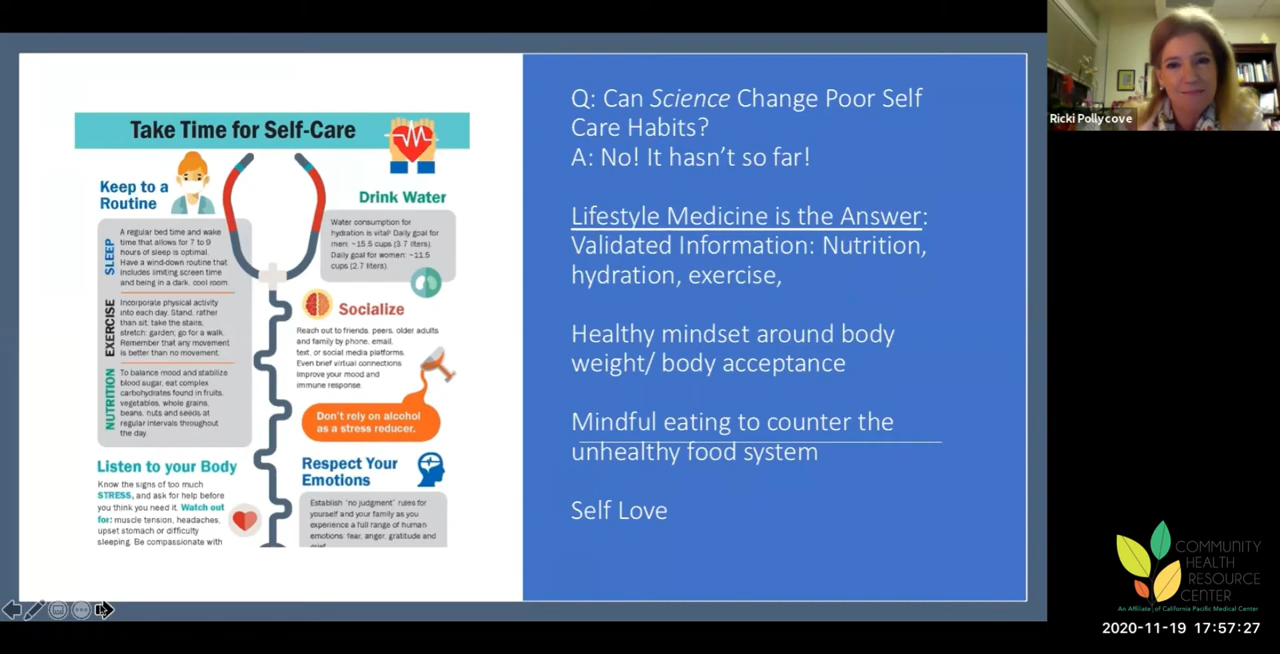 Take Time for Self-Care
Keep to a
Routine
SLEEP
A regular bed time and wake
time that allows for 7 to 9
hours of sleep is optimal.
Have a wind-down routine that
includes limiting screen time
and being in a dark, cool room.
EXERCISE
Incorporate physical activity
into each day. Stand, rather
than sit; take the stairs,
stretch; garden; go for a walk.
Remember that any movement
is better than no movement.
NUTRITION
To balance mood and stabilize
blood sugar, eat complex
carbohydrates found in fruits,
vegetables, whole grains,
beans, nuts and seeds at
regular intervals throughout
the day.
Listen to your Body
Know the signs of too much
STRESS, and ask for help before
you think you need it. Watch out
for: muscle tension, headaches,
upset stomach or difficulty
sleeping. Be compassionate with
Drink Water
Water consumption for
hydration is vital! Daily goal for
men: ~15.5 cups (3.7 liters).
Daily goal for women: ~11.5
cups (2.7 liters).
Socialize
Reach out to friends, peers, older adults
and family by phone, email,
text, or social media platforms.
Even brief virtual connections
improve your mood and
immune response.
Don't rely on alcohol
as a stress reducer.
Respect Your
Emotions
Establish "no judgment" rules for
yourself and your family as you
experience a full range of human
emotions: fear, anger, gratitude and
grief.
Q: Can Science Change Poor Self
Care Habits?
A: No! It hasn't so far!
Lifestyle Medicine is the Answer:
Validated Information: Nutrition,
hydration, exercise,
Healthy mindset around body
weight/ body acceptance
Mindful eating to counter the
unhealthy food system
Self Love
Ricki Pollycove
COMMUNITY
HEALTH
RESOURCE
CENTER
An Affiliate of California Pacific Medical Center
2020-11-19 17:57:27